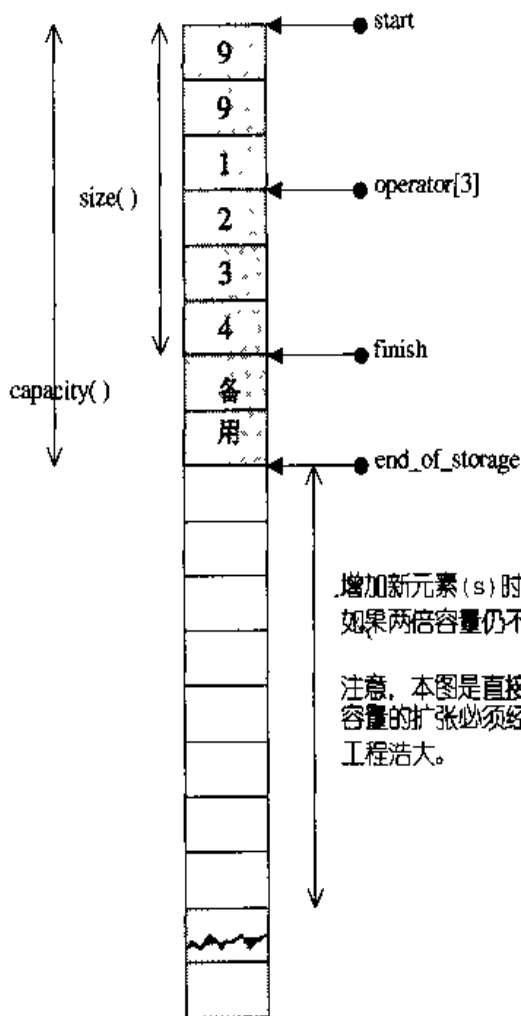 start
9
9
1
operator[3]
size( )
2
3
4
finish
capacity( )
备
用
end_of_storage
增加新元素(s)时
如果两倍容量仍不
注意，本图是直接
容量的扩张必须经
工程浩大。